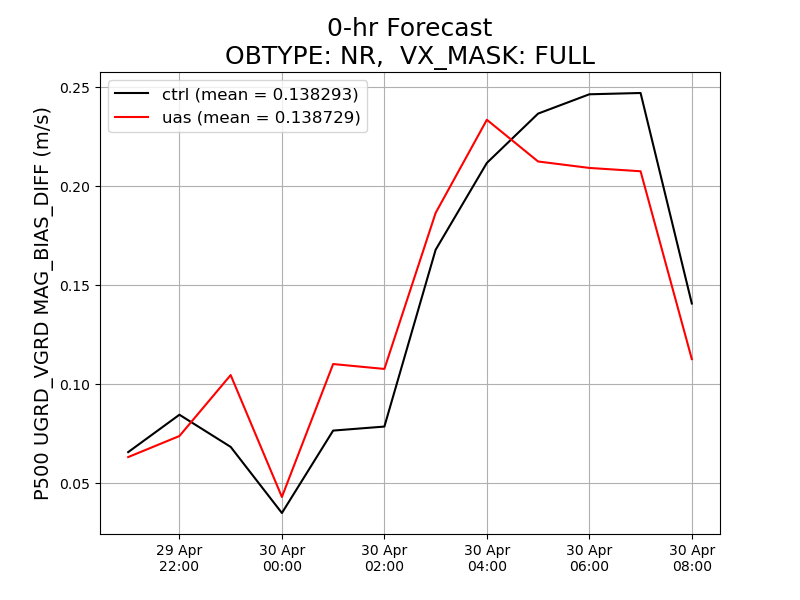 0-hr Forecast
OBTYPE: NR,  VX_MASK: FULL
ctrl (mean = 0.138293)
uas (mean = 0.138729)
P500 UGRD_VGRD MAG_BIAS_DIFF (m/s)
0.25
0.20
0.15
0.10
0.05
29 Apr
22:00
30 Apr
00:00
30 Apr
02:00
30 Apr
04:00
30 Apr
06:00
30 Apr
08:00